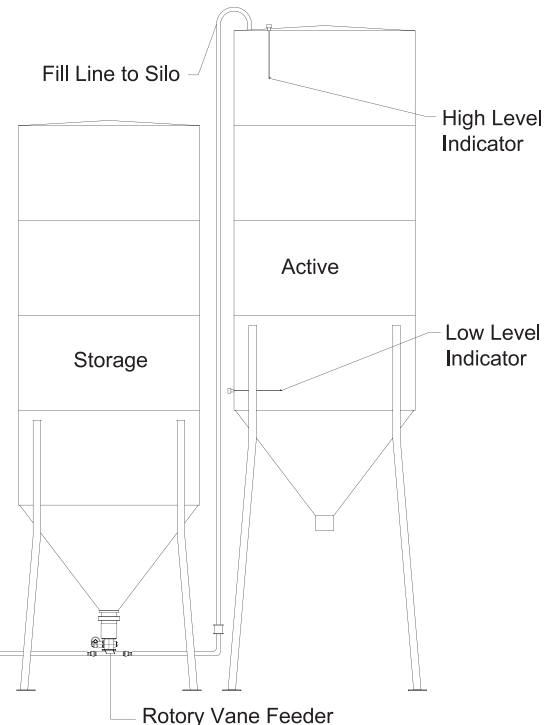 Fill Line to Silo
High Level
Indicator
Active
Low Level
Indicator
Storage
Rotory Vane Feeder